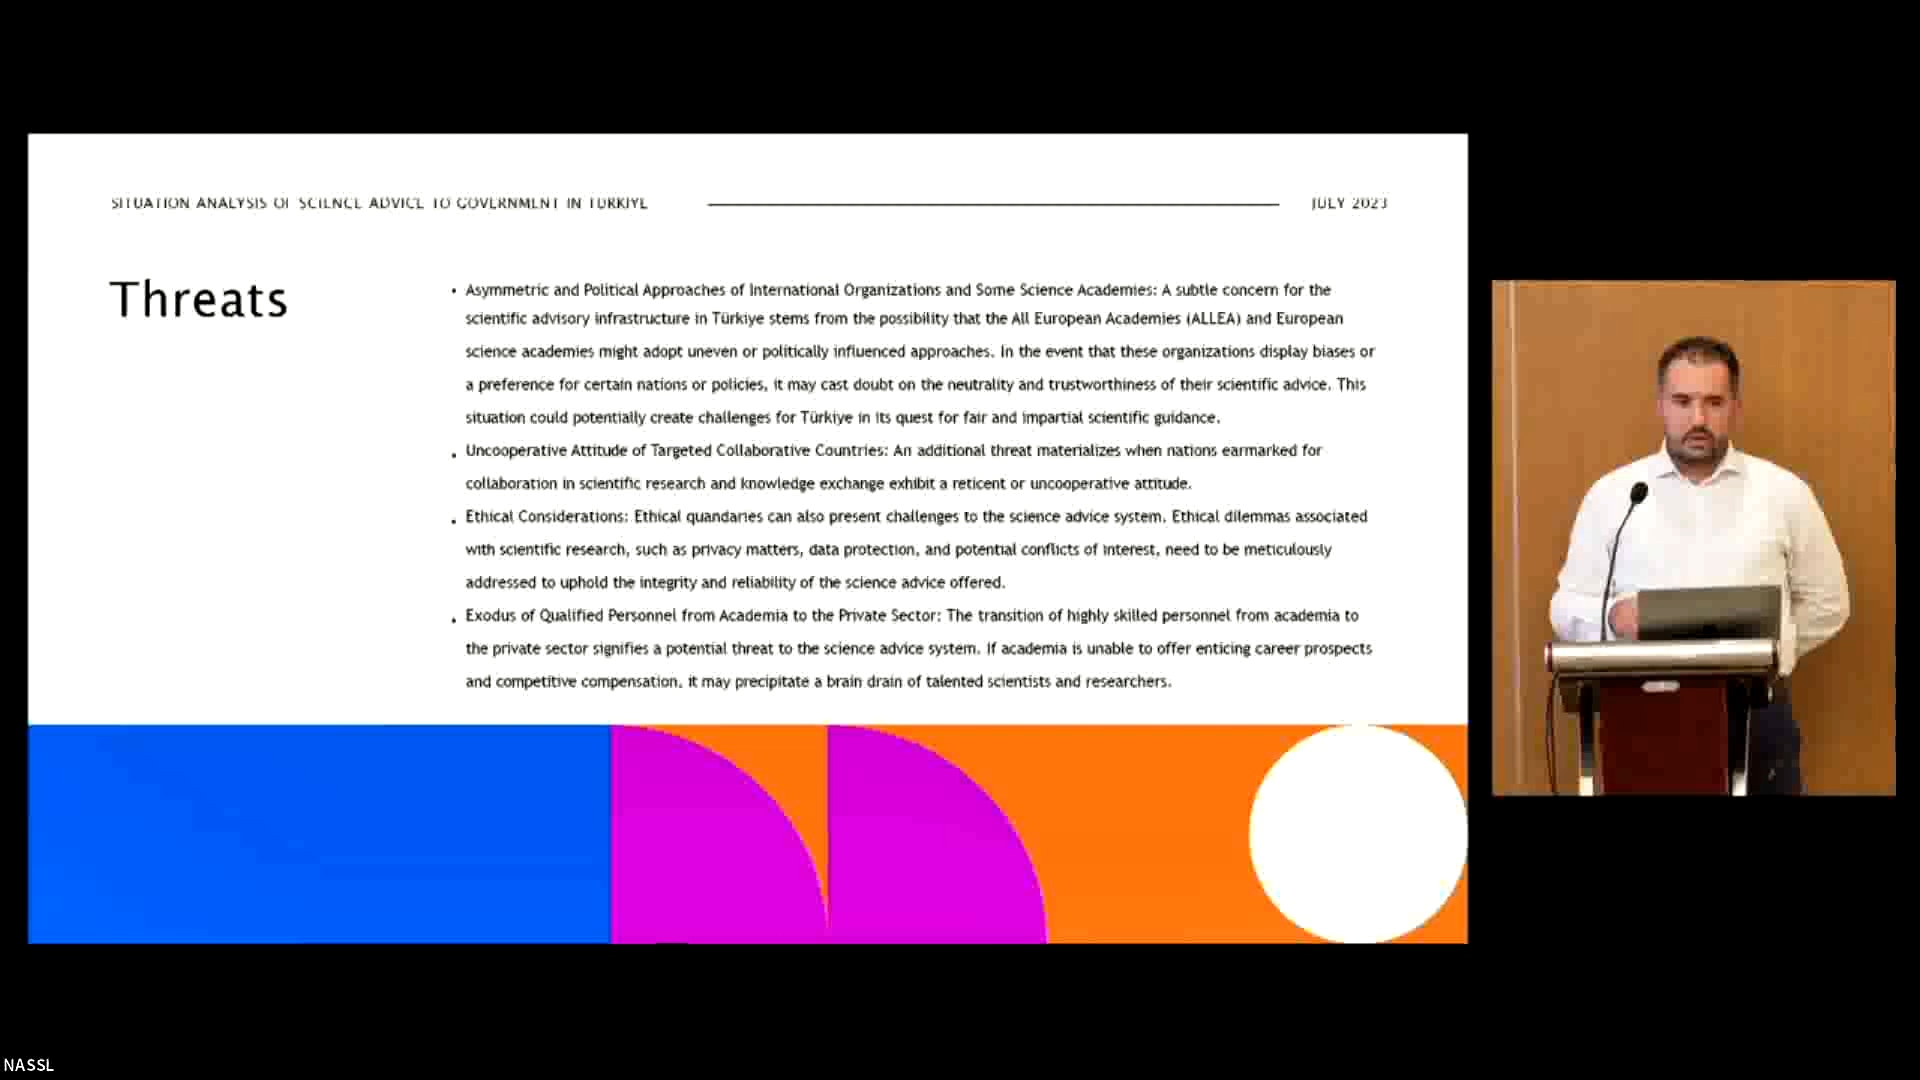 SITUATION ANALYSIS OF SCIENCE ADVICE TO GOVERNMENT IN TÜRKİYE
JULY 2023
Threats
• Asymmetric and Political Approaches of International Organizations and Some Science Academies: A subtle concern for the
scientific advisory infrastructure in Türkiye stems from the possibility that the All European Academies (ALLEA) and European
science academies might adopt uneven or politically influenced approaches. In the event that these organizations display biases or
a preference for certain nations or policies, it may cast doubt on the neutrality and trustworthiness of their scientific advice. This
situation could potentially create challenges for Türkiye in its quest for fair and impartial scientific guidance.
• Uncooperative Attitude of Targeted Collaborative Countries: An additional threat materializes when nations earmarked for
collaboration in scientific research and knowledge exchange exhibit a reticent or uncooperative attitude.
• Ethical Considerations: Ethical quandaries can also present challenges to the science advice system. Ethical dilemmas associated
with scientific research, such as privacy matters, data protection, and potential conflicts of interest, need to be meticulously
addressed to uphold the integrity and reliability of the science advice offered.
• Exodus of Qualified Personnel from Academia to the Private Sector: The transition of highly skilled personnel from academia to
the private sector signifies a potential threat to the science advice system. If academia is unable to offer enticing career prospects
and competitive compensation, it may precipitate a brain drain of talented scientists and researchers.
NASSL